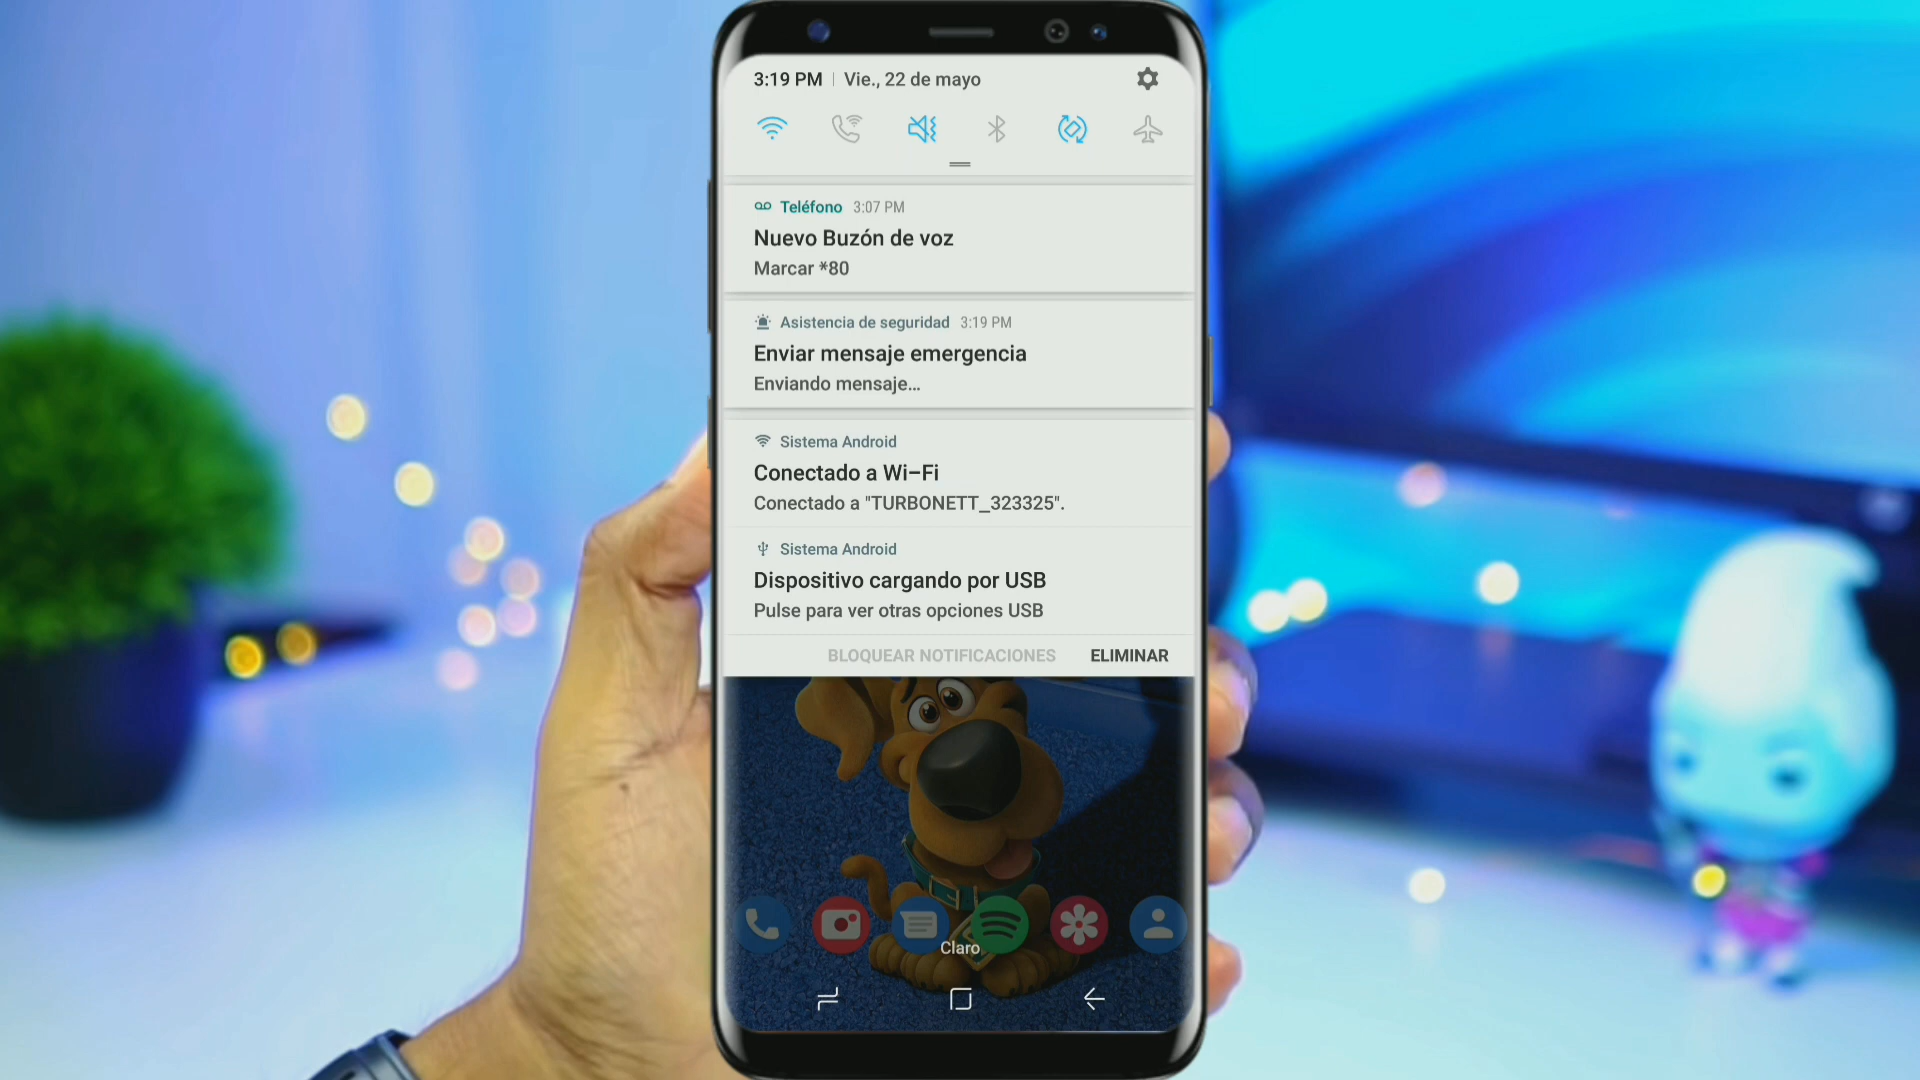 3:19 PM | Vie., 22 de mayo
Teléfono 3:07 PM
Nuevo Buzón de voz
Marcar *80
Asistencia de seguridad 3:19 PM
Enviar mensaje emergencia
Enviando mensaje...
Sistema Android
Conectado a Wi-Fi
Conectado a "TURBONETT_323325".
Sistema Android
Dispositivo cargando por USB
Pulse para ver otras opciones USB
BLOQUEAR NOTIFICACIONES ELIMINAR
Claro